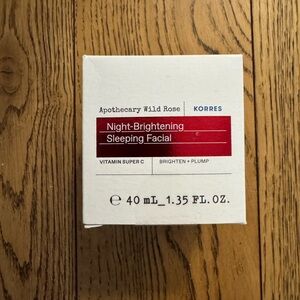 Apothecary Wild Rose | KORRES
Night-Brightening
Sleeping Facial
VITAMIN SUPER C | BRIGHTEN + PLUMP
℮ 40 mL_1.35 FL.OZ.